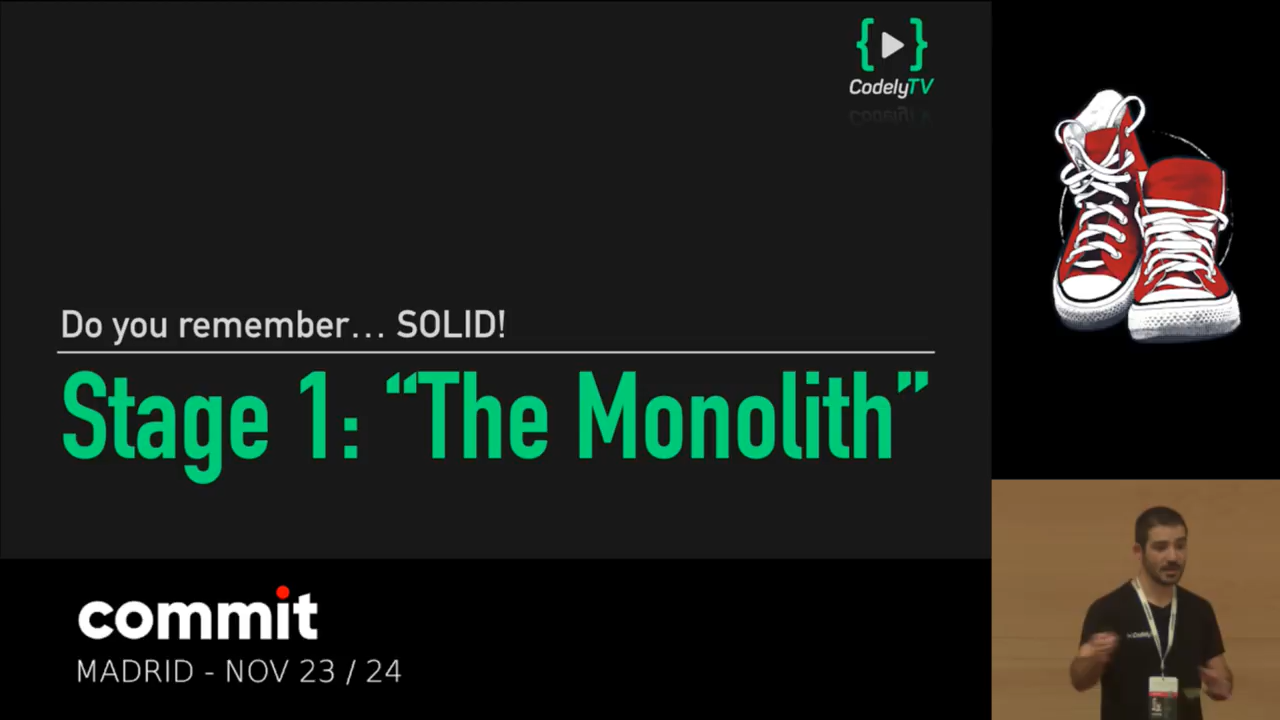 CodelyTV
Do you remember... SOLID!
Stage 1: “The Monolith”
commit
MADRID - NOV 23 / 24